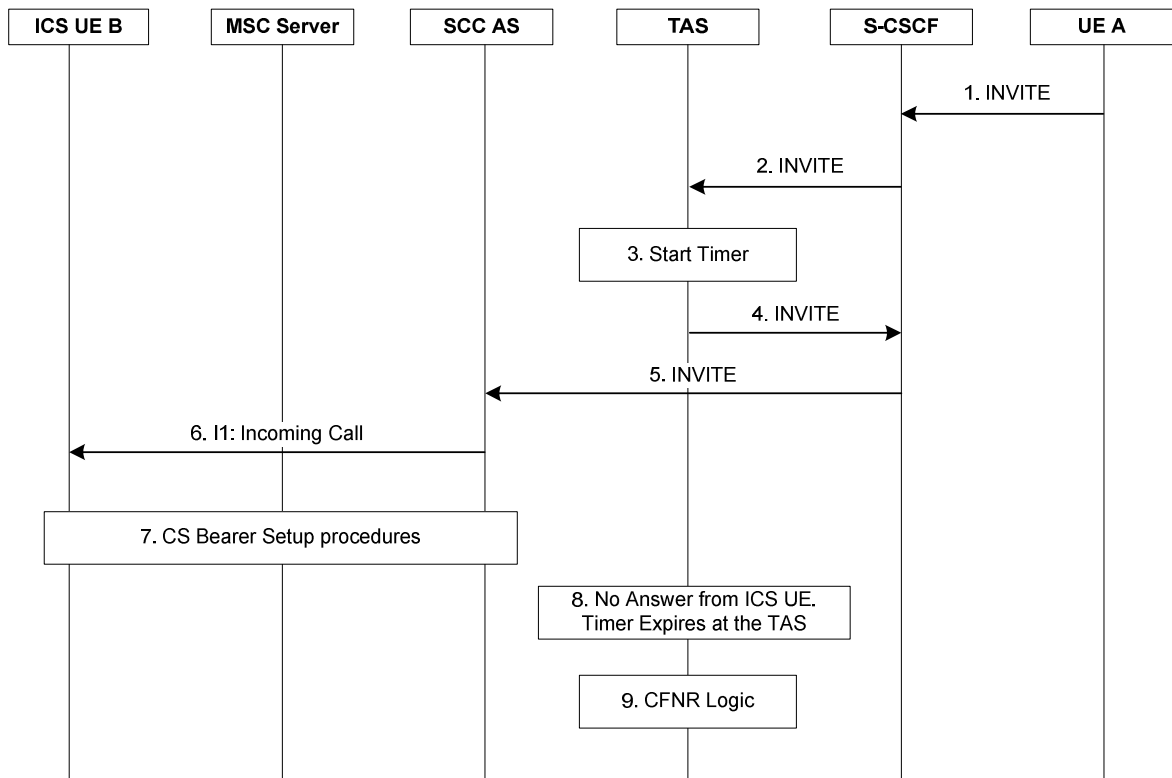 ICS UE B
MSC Server
SCC AS
TAS
S-CSCF
UE A
1. INVITE
2. INVITE
3. Start Timer
4. INVITE
5. INVITE
6. I1: Incoming Call
7. CS Bearer Setup procedures
8. No Answer from ICS UE.
Timer Expires at the TAS
9. CFNR Logic